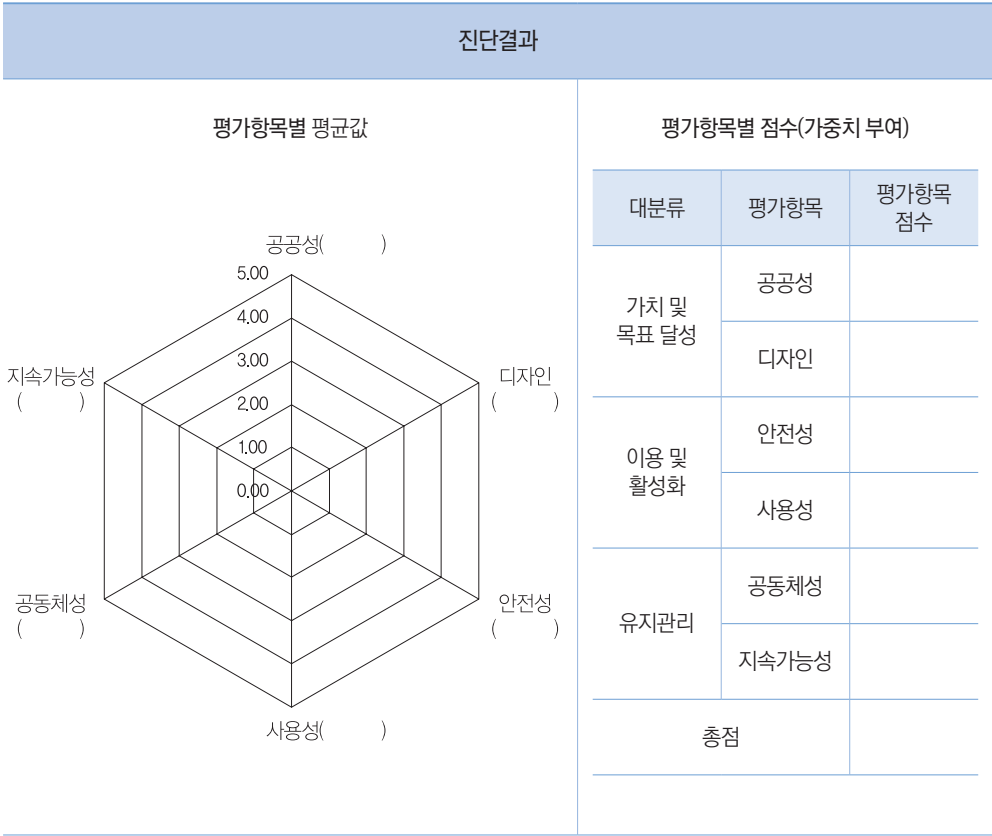 진단결과
평가항목별 평균값
공공성( )
5.00
4.00
3.00
2.00
1.00
0.00
디자인
( )
안전성
( )
사용성( )
공동체성
( )
지속가능성
( )
평가항목별 점수(가중치 부여)
대분류 평가항목 평가항목
점수
가치 및
목표 달성
공공성
디자인
이용 및
활성화
안전성
사용성
유지관리
공동체성
지속가능성
총점